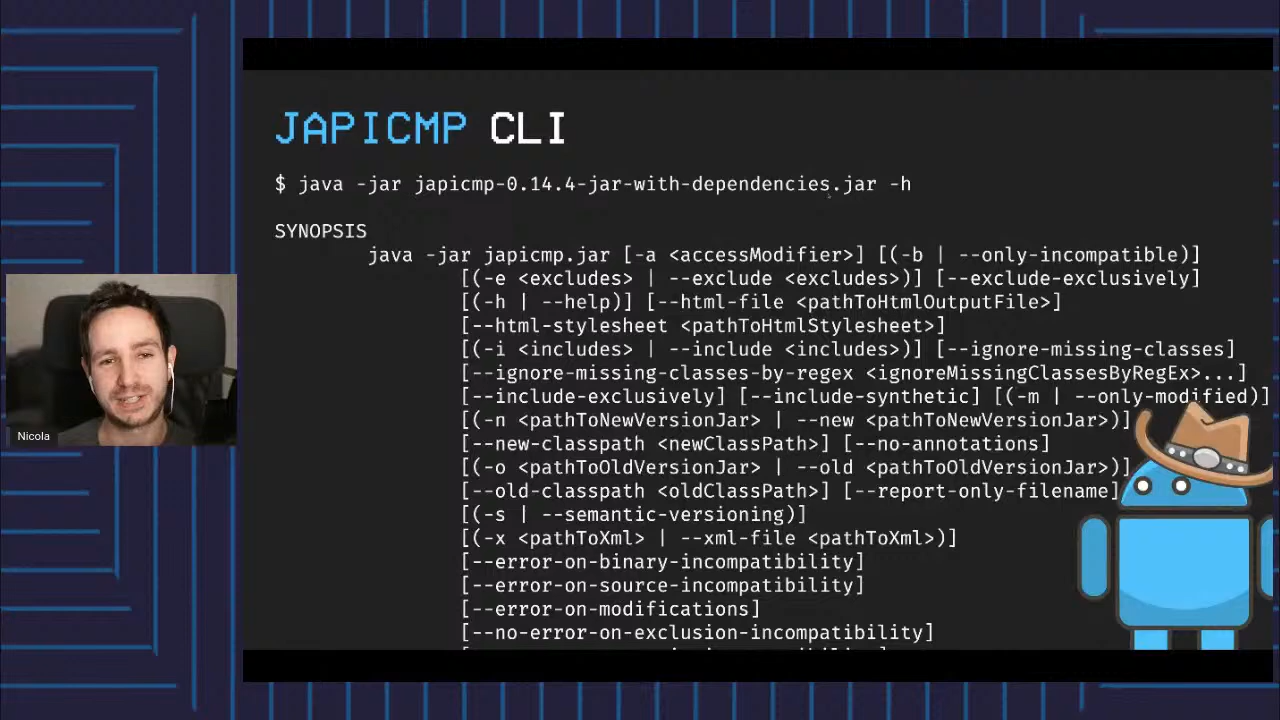 JAPICMP CLI
$ java -jar japicmp-0.14.4-jar-with-dependencies.jar -h
SYNOPSIS
java -jar japicmp.jar [-a <accessModifier>] [(-b | --only-incompatible)]
[(-e <excludes> | --exclude <excludes>)] [--exclude-exclusively]
[(-h | --help)] [--html-file <pathToHtmlOutputFile>]
[--html-stylesheet <pathToHtmlStylesheet>]
[(-i <includes> | --include <includes>)] [--ignore-missing-classes]
[--ignore-missing-classes-by-regex <ignoreMissingClassesByRegEx>...]
[--include-exclusively] [--include-synthetic] [(-m | --only-modified)]
[(-n <pathToNewVersionJar> | --new <pathToNewVersionJar>)]
[--new-classpath <newClassPath>] [--no-annotations]
[(-o <pathToOldVersionJar> | --old <pathToOldVersionJar>)]
[--old-classpath <oldClassPath>] [--report-only-filename]
[(-s | --semantic-versioning)]
[(-x <pathToXml> | --xml-file <pathToXml>)]
[--error-on-binary-incompatibility]
[--error-on-source-incompatibility]
[--error-on-modifications]
[--no-error-on-exclusion-incompatibility]
Nicola